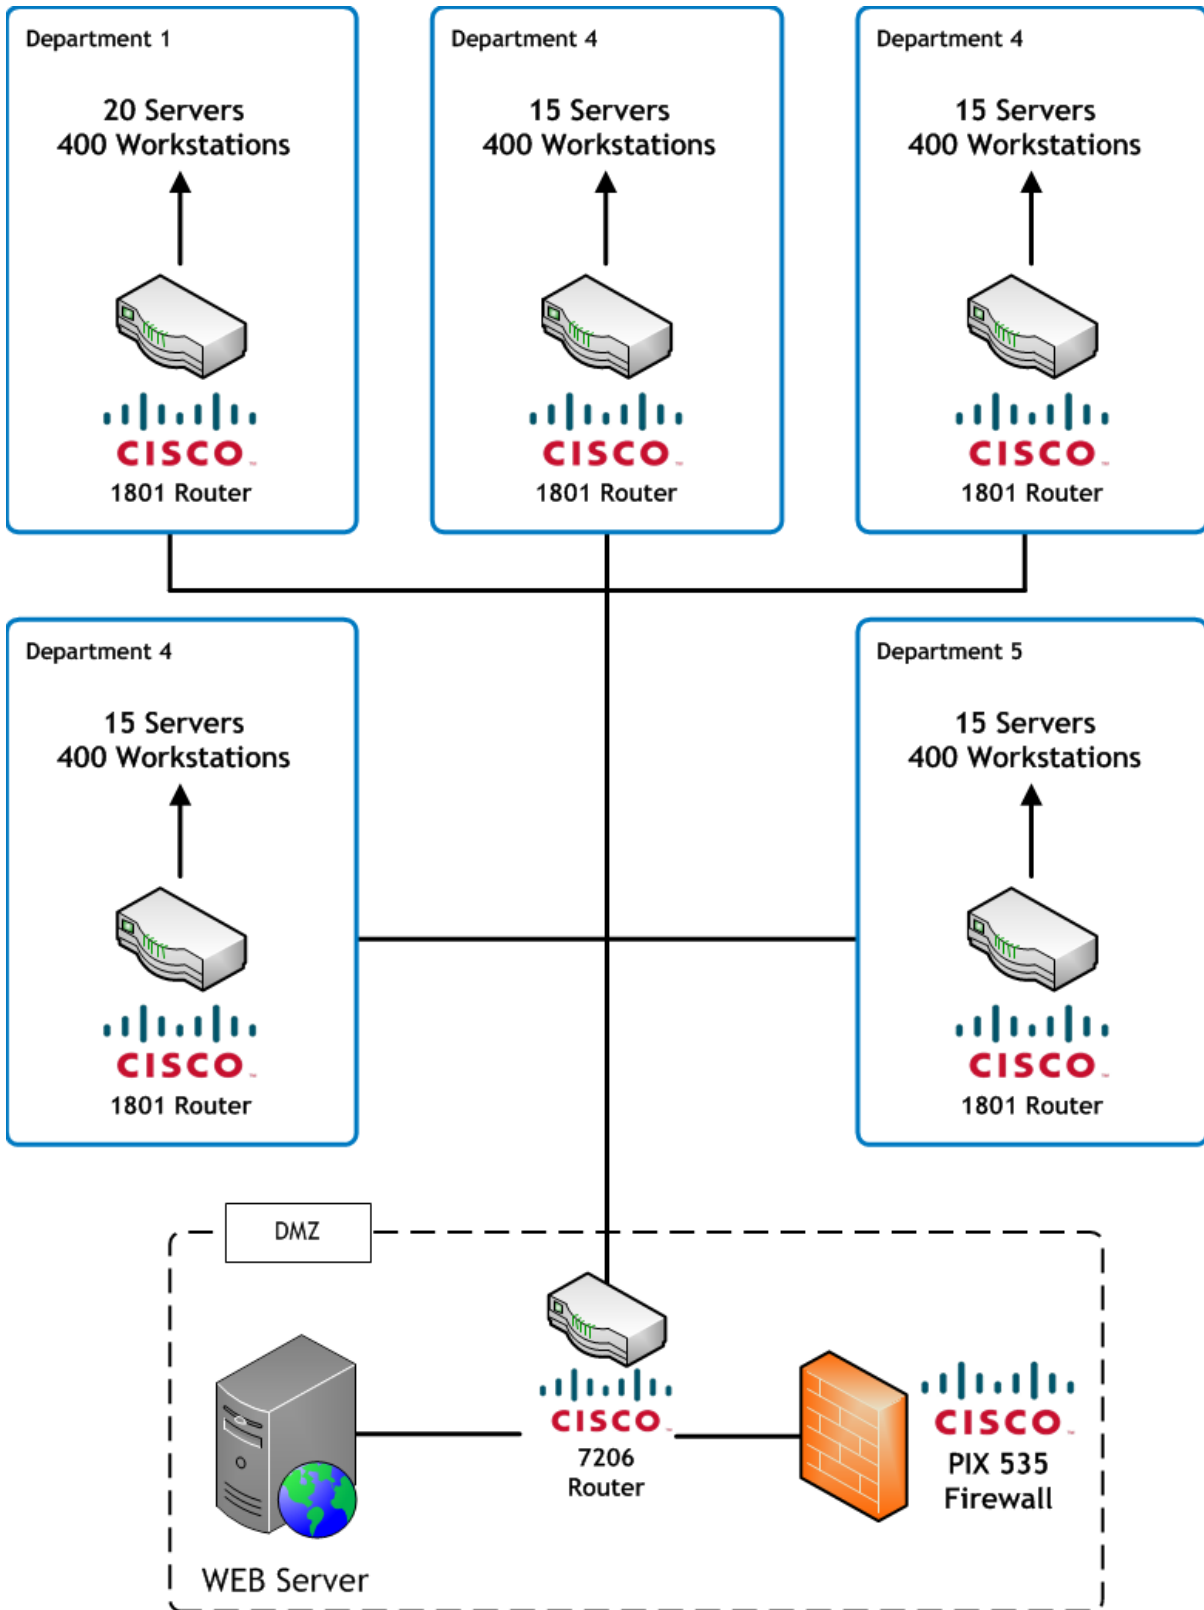 Department 1
20 Servers
400 Workstations
CISCO
1801 Router
Department 4
15 Servers
400 Workstations
CISCO
1801 Router
Department 4
15 Servers
400 Workstations
CISCO
1801 Router
Department 4
15 Servers
400 Workstations
CISCO
1801 Router
Department 5
15 Servers
400 Workstations
CISCO
1801 Router
DMZ
WEB Server
CISCO
7206
Router
CISCO
PIX 535
Firewall